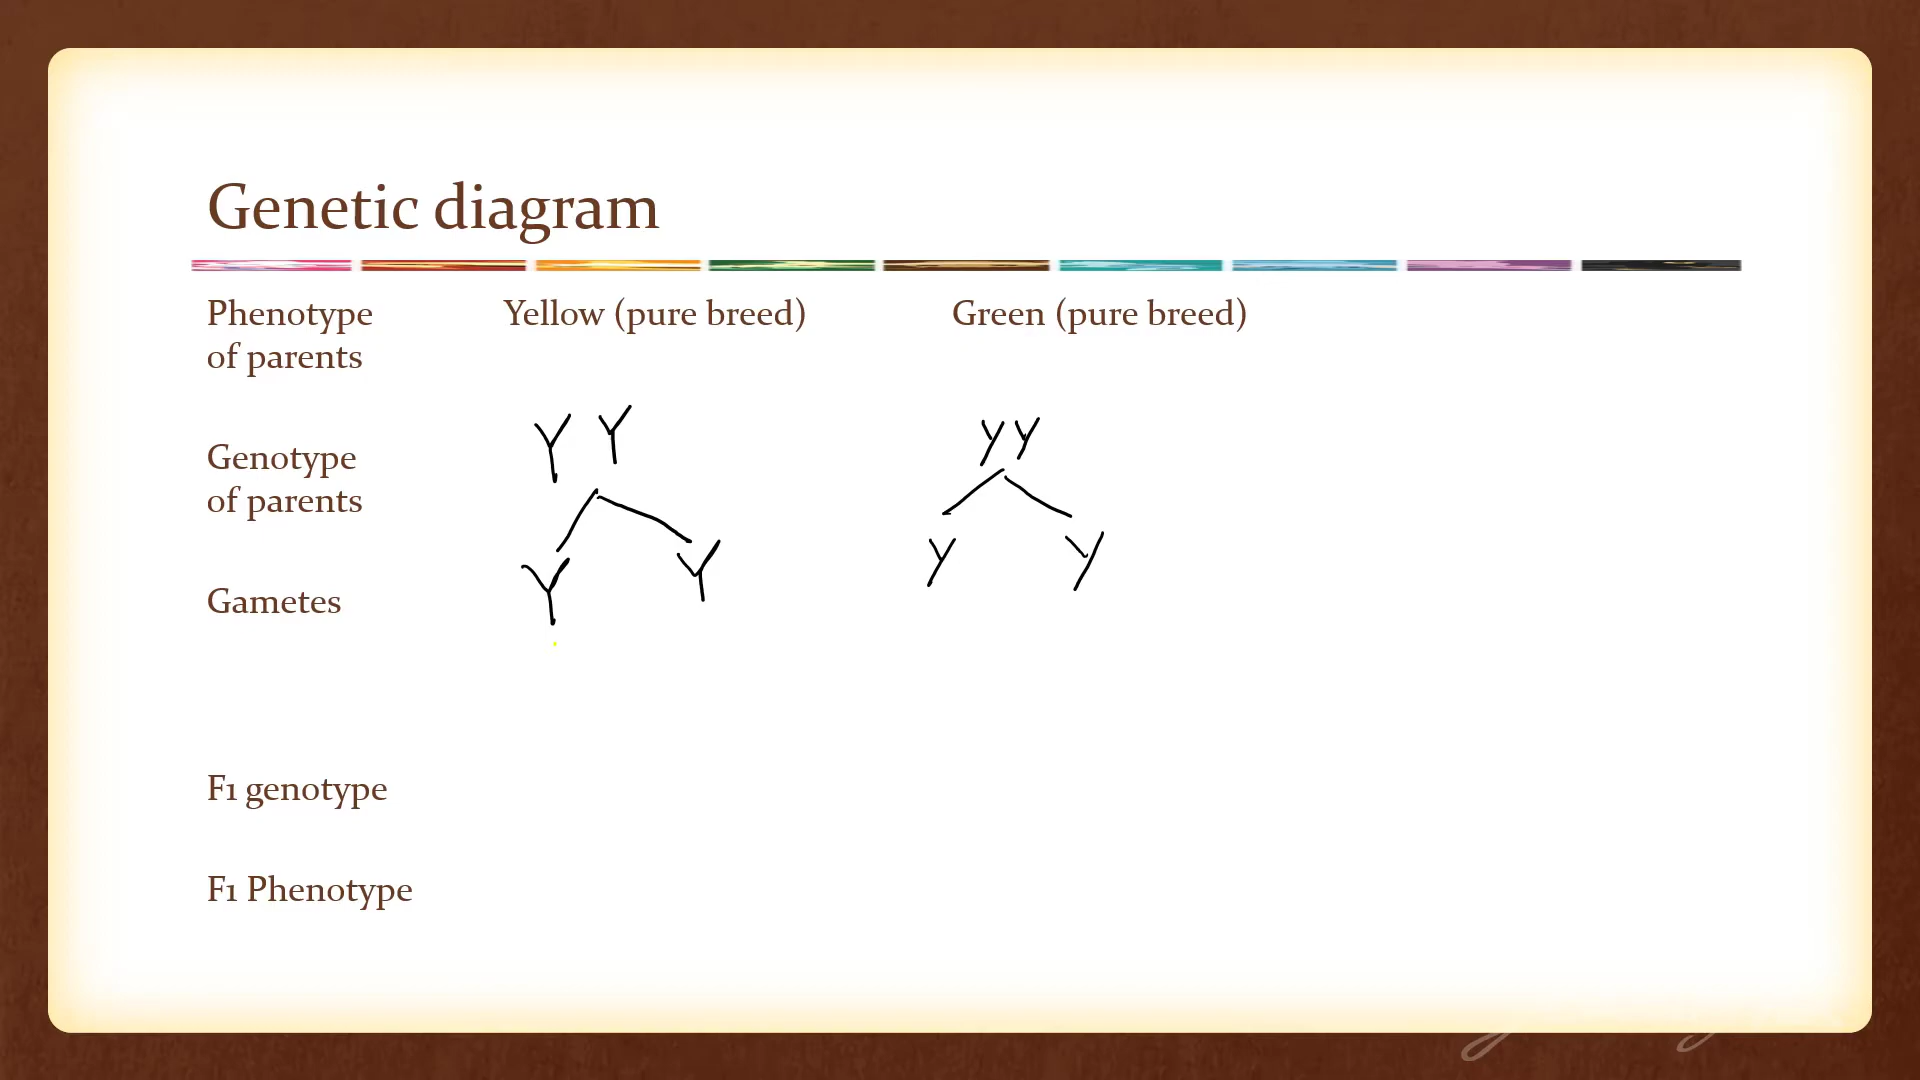 Genetic diagram
Phenotype of parents
Yellow (pure breed)
Green (pure breed)
Genotype of parents
Y Y
y y
Gametes
Y Y
y y
F1 genotype
F1 Phenotype